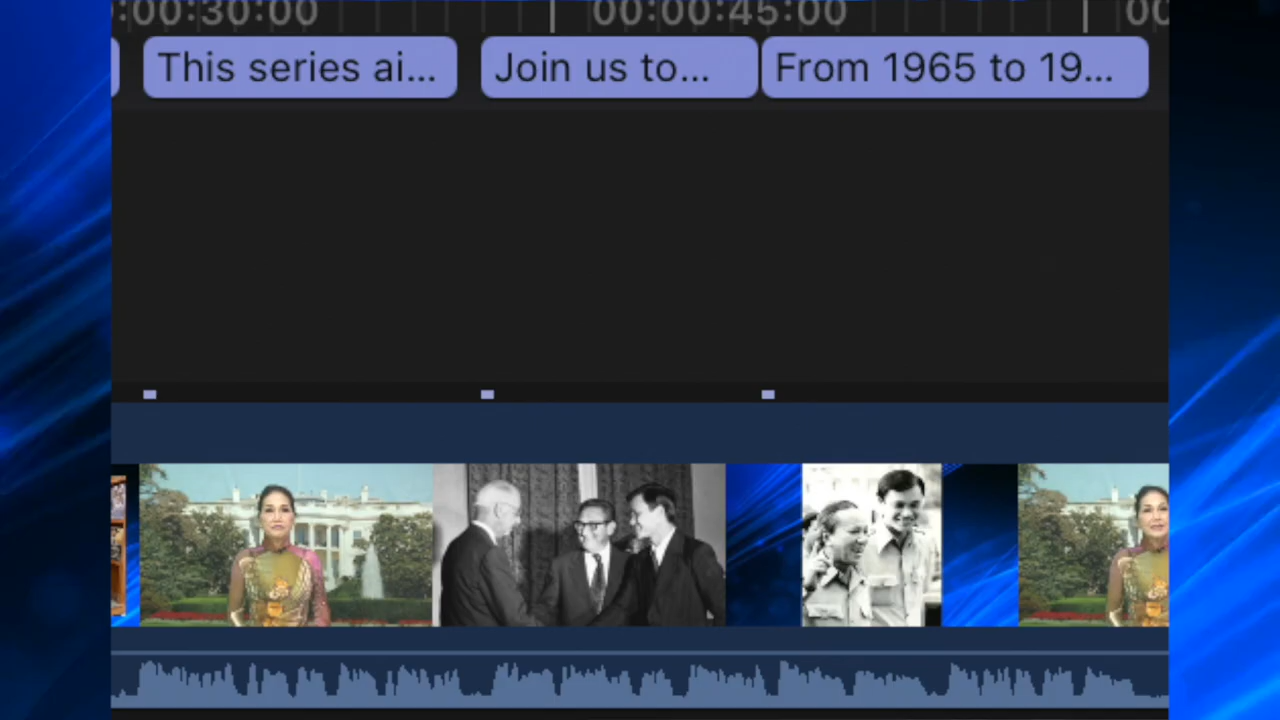 :00:30:00
00:00:45:00
00
This series ai...
Join us to...
From 1965 to 19...